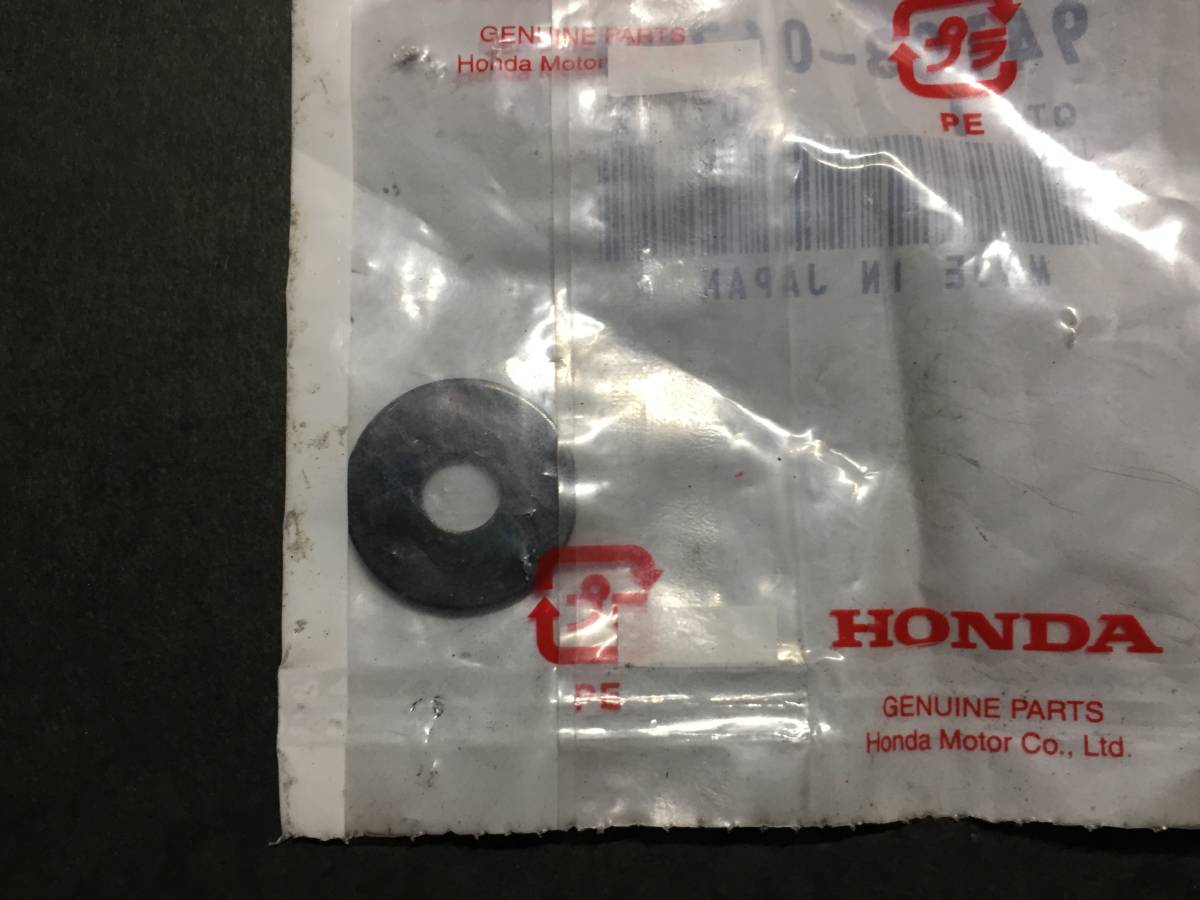 GENUINE PARTS
Honda Motor
プラ
PE
MADE IN JAPAN
プ
PE
HONDA
GENUINE PARTS
Honda Motor Co., Ltd.